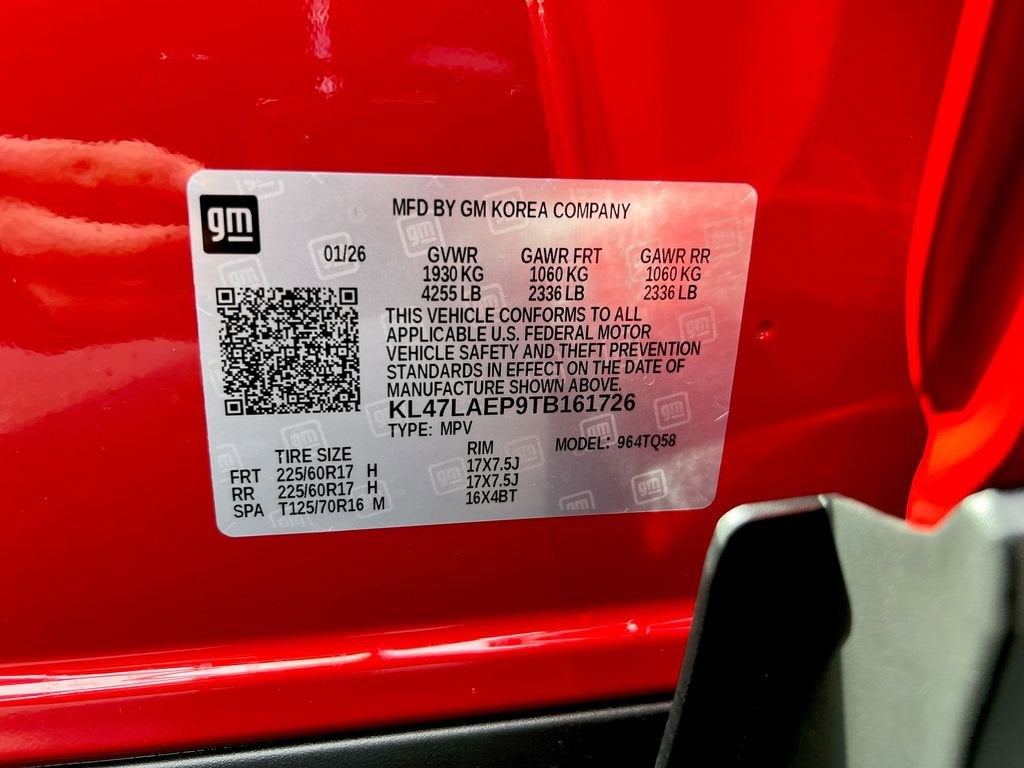 gm
MFD BY GM KOREA COMPANY
01/26 GVWR GAWR FRT GAWR RR
1930 KG 1060 KG 1060 KG
4255 LB 2336 LB 2336 LB
THIS VEHICLE CONFORMS TO ALL
APPLICABLE U.S. FEDERAL MOTOR
VEHICLE SAFETY AND THEFT PREVENTION
STANDARDS IN EFFECT ON THE DATE OF
MANUFACTURE SHOWN ABOVE.
KL47LAEP9TB161726
TYPE: MPV MODEL: 964TQ58
TIRE SIZE RIM
FRT 225/60R17 H 17X7.5J
RR 225/60R17 H 17X7.5J
SPA T125/70R16 M 16X4BT